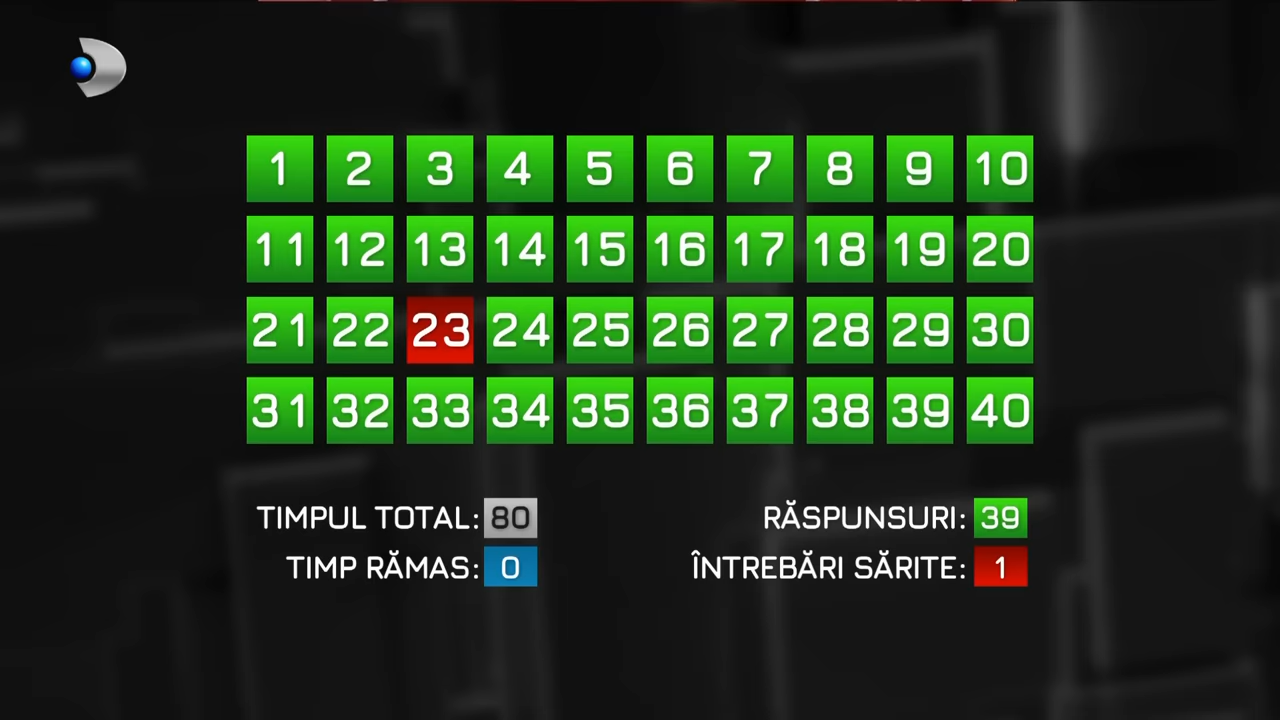 1 2 3 4 5 6 7 8 9 10
11 12 13 14 15 16 17 18 19 20
21 22 23 24 25 26 27 28 29 30
31 32 33 34 35 36 37 38 39 40
TIMPUL TOTAL: 80
RĂSPUNSURI: 39
TIMP RĂMAS: 0
ÎNTREBĂRI SĂRITE: 1